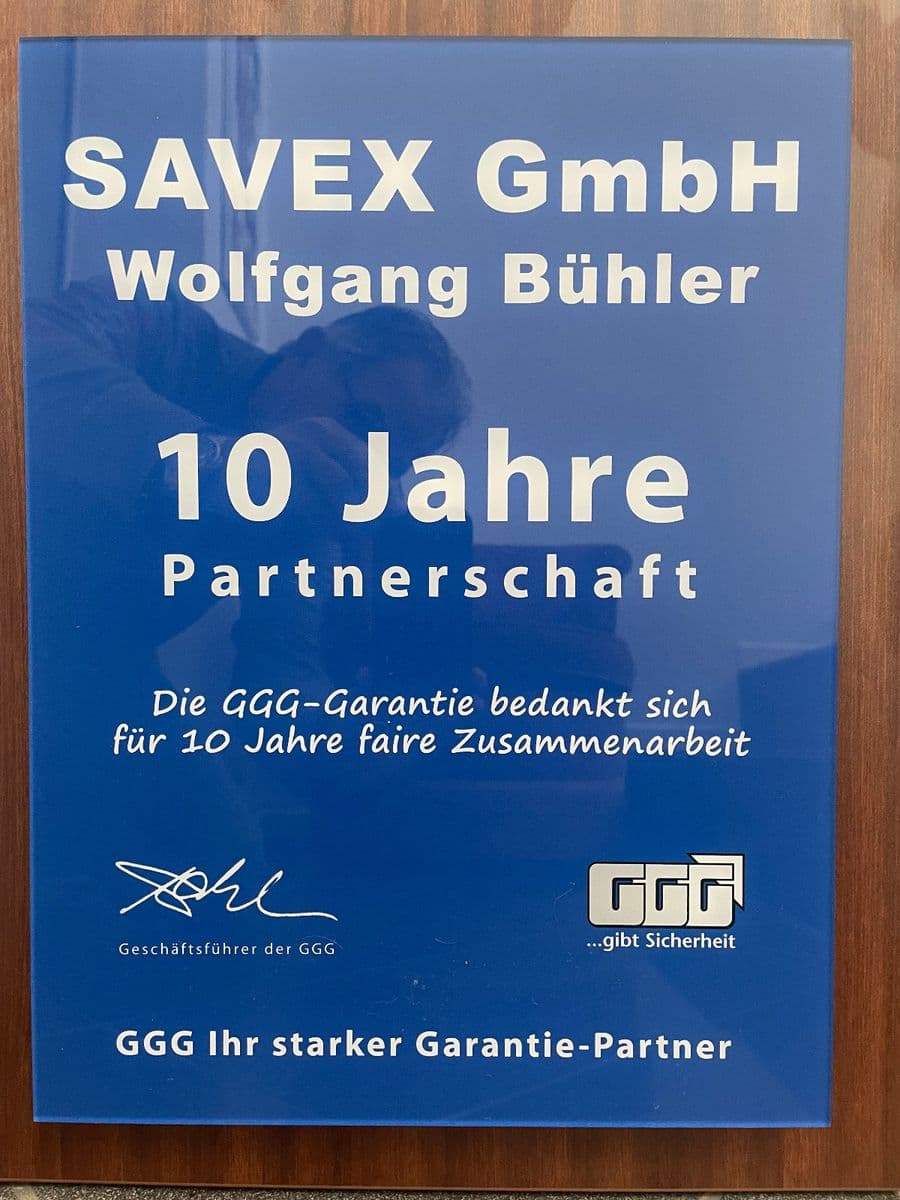 SAVEX GmbH
Wolfgang Bühler
10 Jahre
Partnerschaft
Die GGG-Garantie bedankt sich
für 10 Jahre faire Zusammenarbeit
Geschäftsführer der GGG
GGG
...gibt Sicherheit
GGG Ihr starker Garantie-Partner